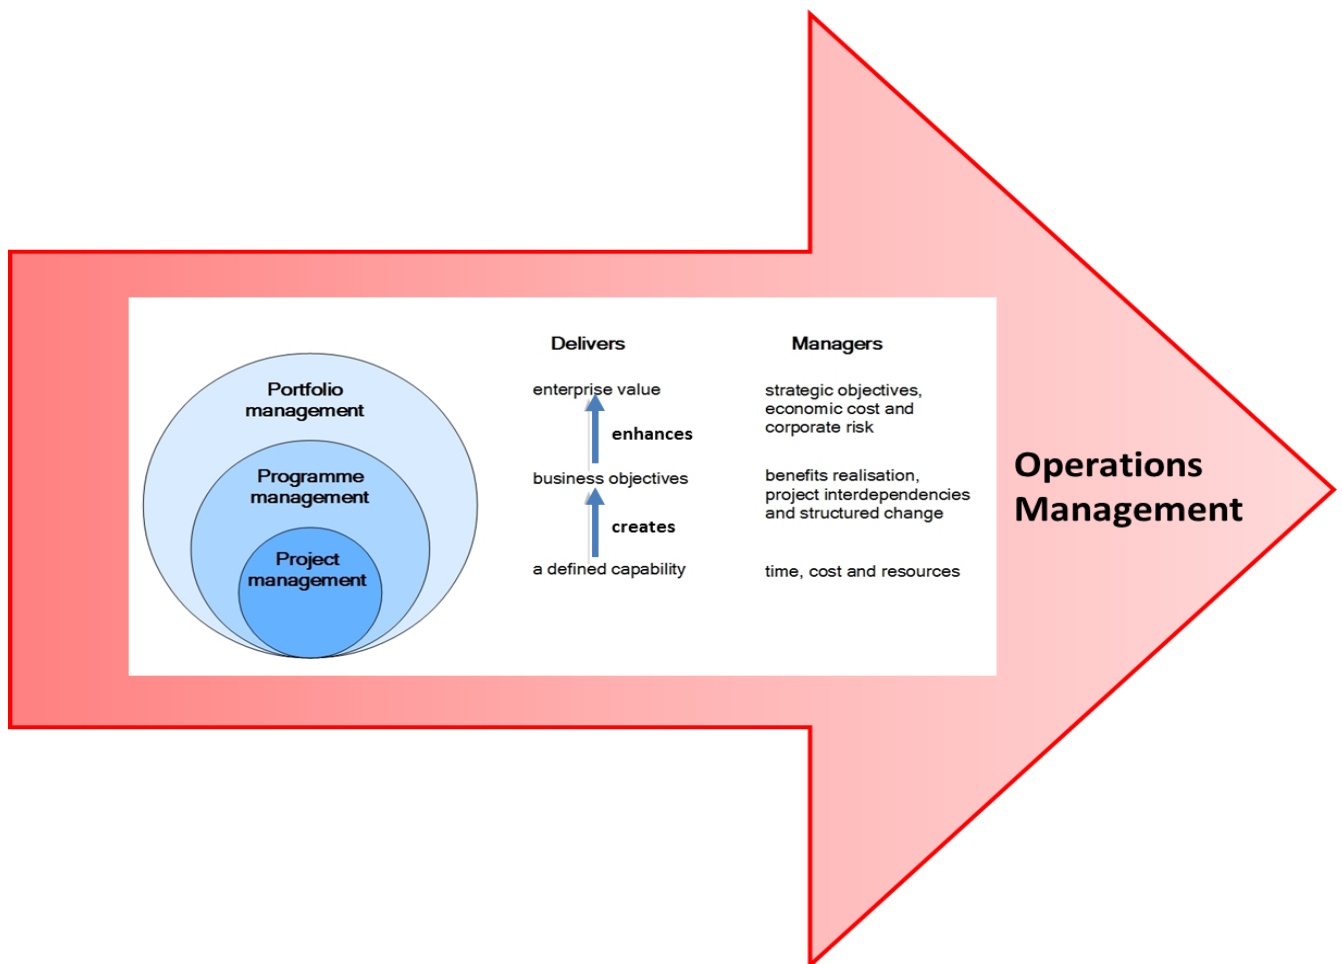 Delivers
Managers
Portfolio
management
enterprise value
strategic objectives,
economic cost and
corporate risk
enhances
Programme
management
business objectives
benefits realisation,
project interdependencies
and structured change
creates
Project
management
a defined capability
time, cost and resources
Operations
Management